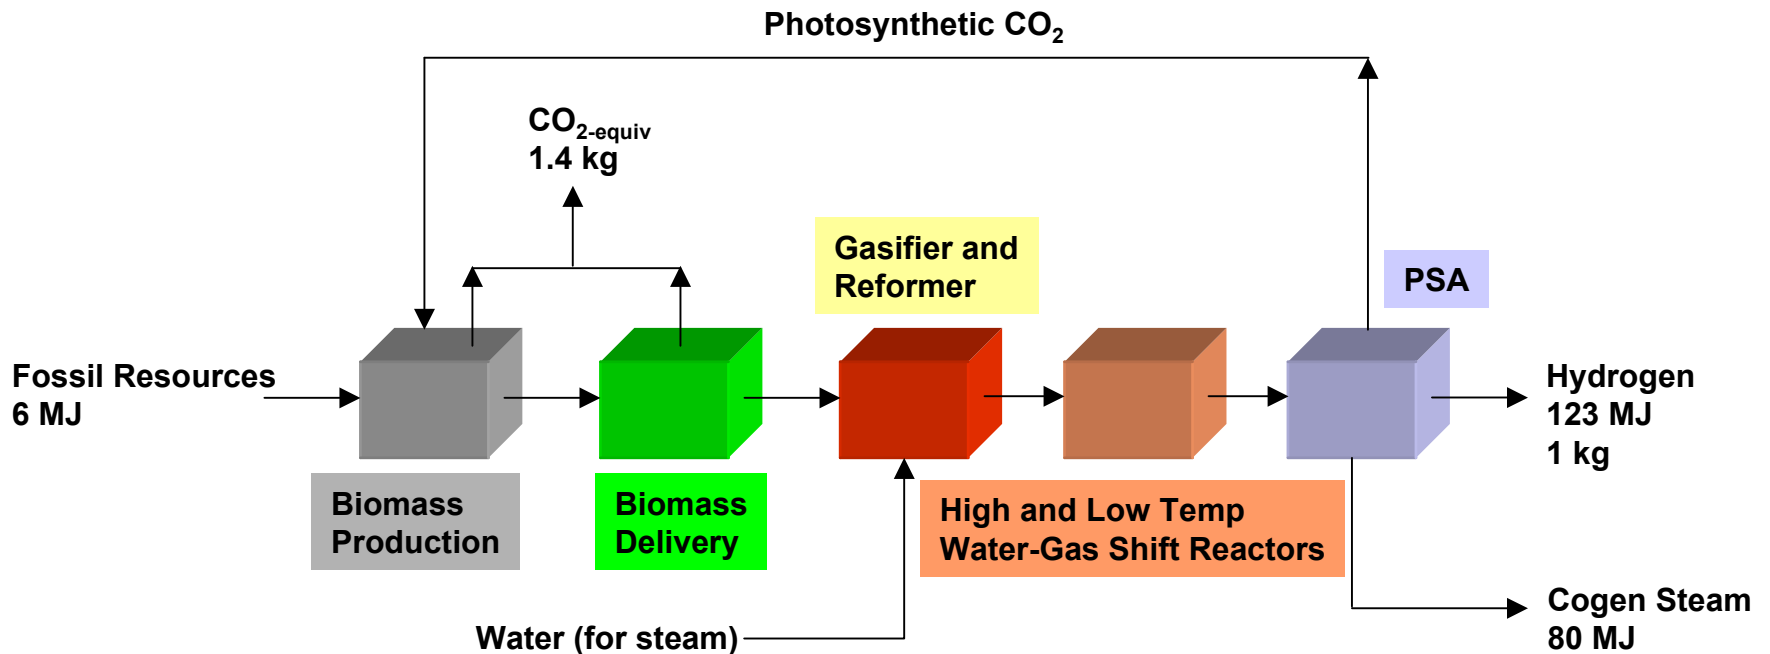 Photosynthetic CO₂
CO₂₋equiv
1.4 kg
Gasifier and
Reformer
PSA
Fossil Resources
6 MJ
Hydrogen
123 MJ
1 kg
Biomass
Production
Biomass
Delivery
High and Low Temp
Water-Gas Shift Reactors
Water (for steam)
Cogen Steam
80 MJ